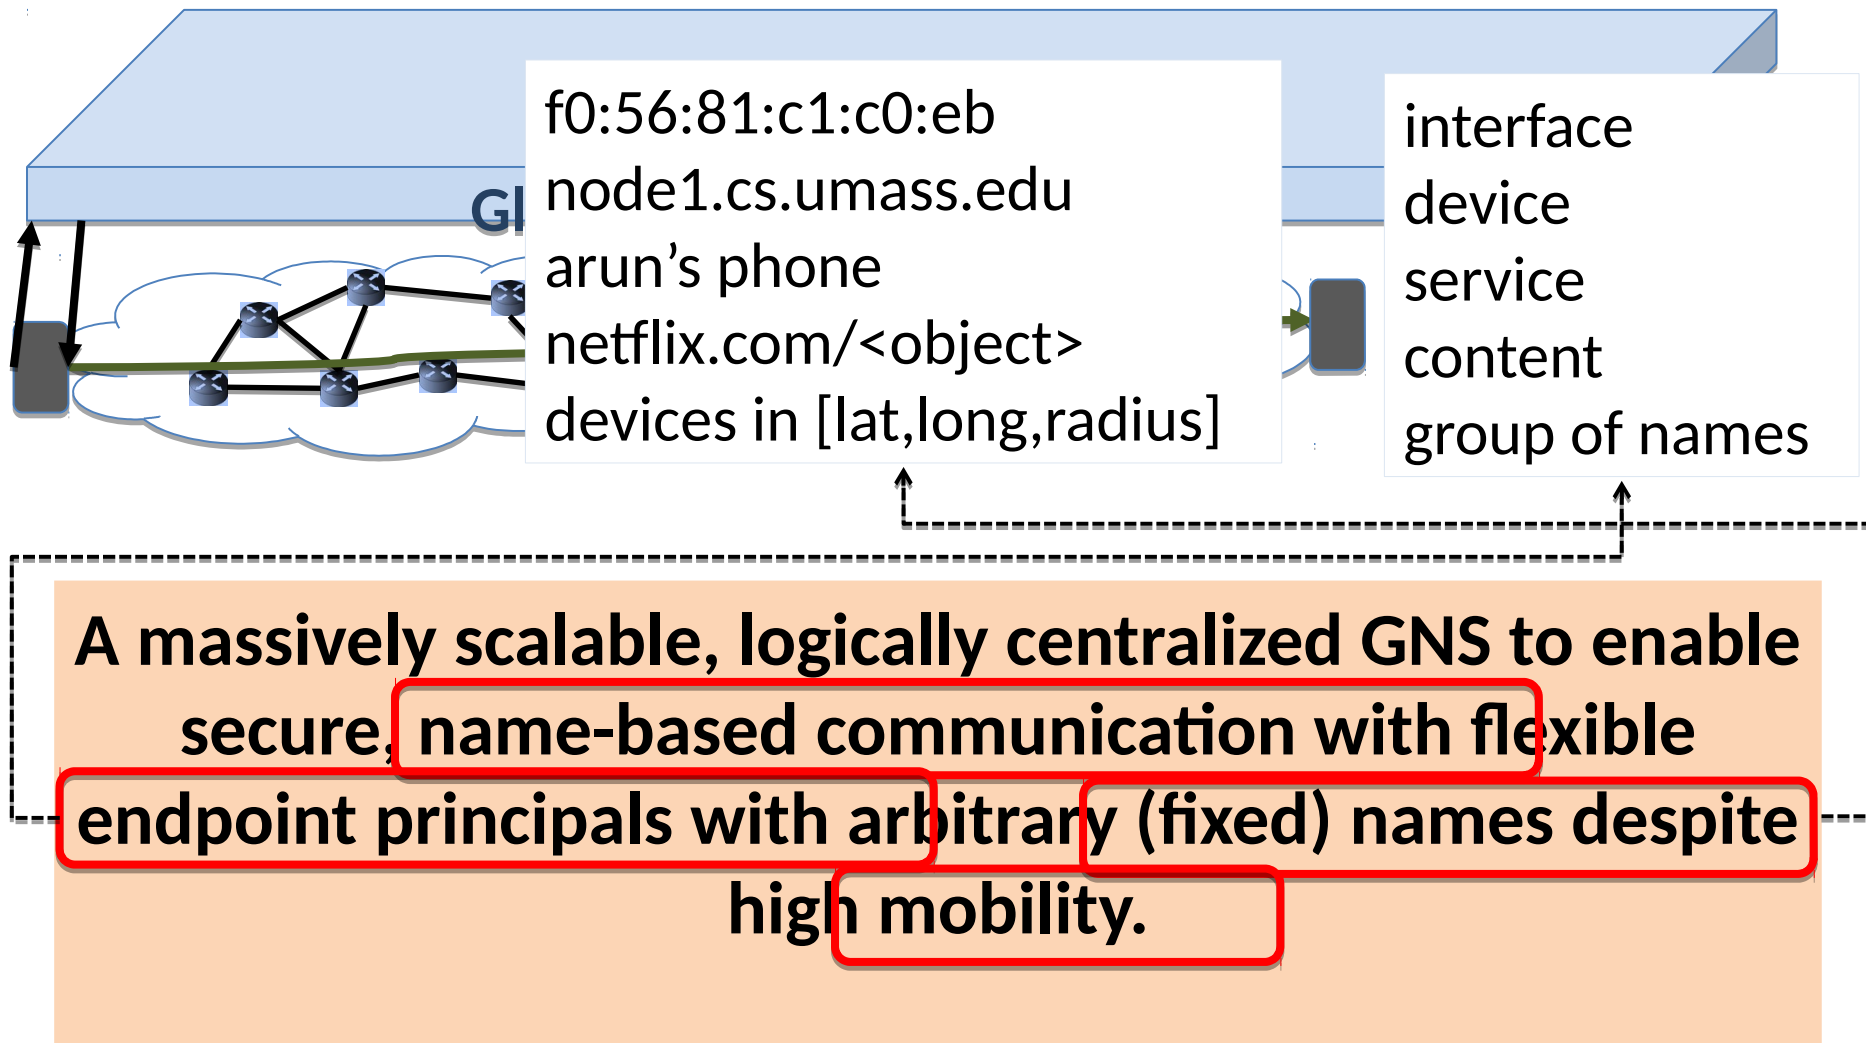 f0:56:81:c1:c0:eb
node1.cs.umass.edu
arun’s phone
netflix.com/<object>
devices in [lat,long,radius]
interface
device
service
content
group of names
Gl
A massively scalable, logically centralized GNS to enable
secure, name-based communication with flexible
endpoint principals with arbitrary (fixed) names despite
high mobility.